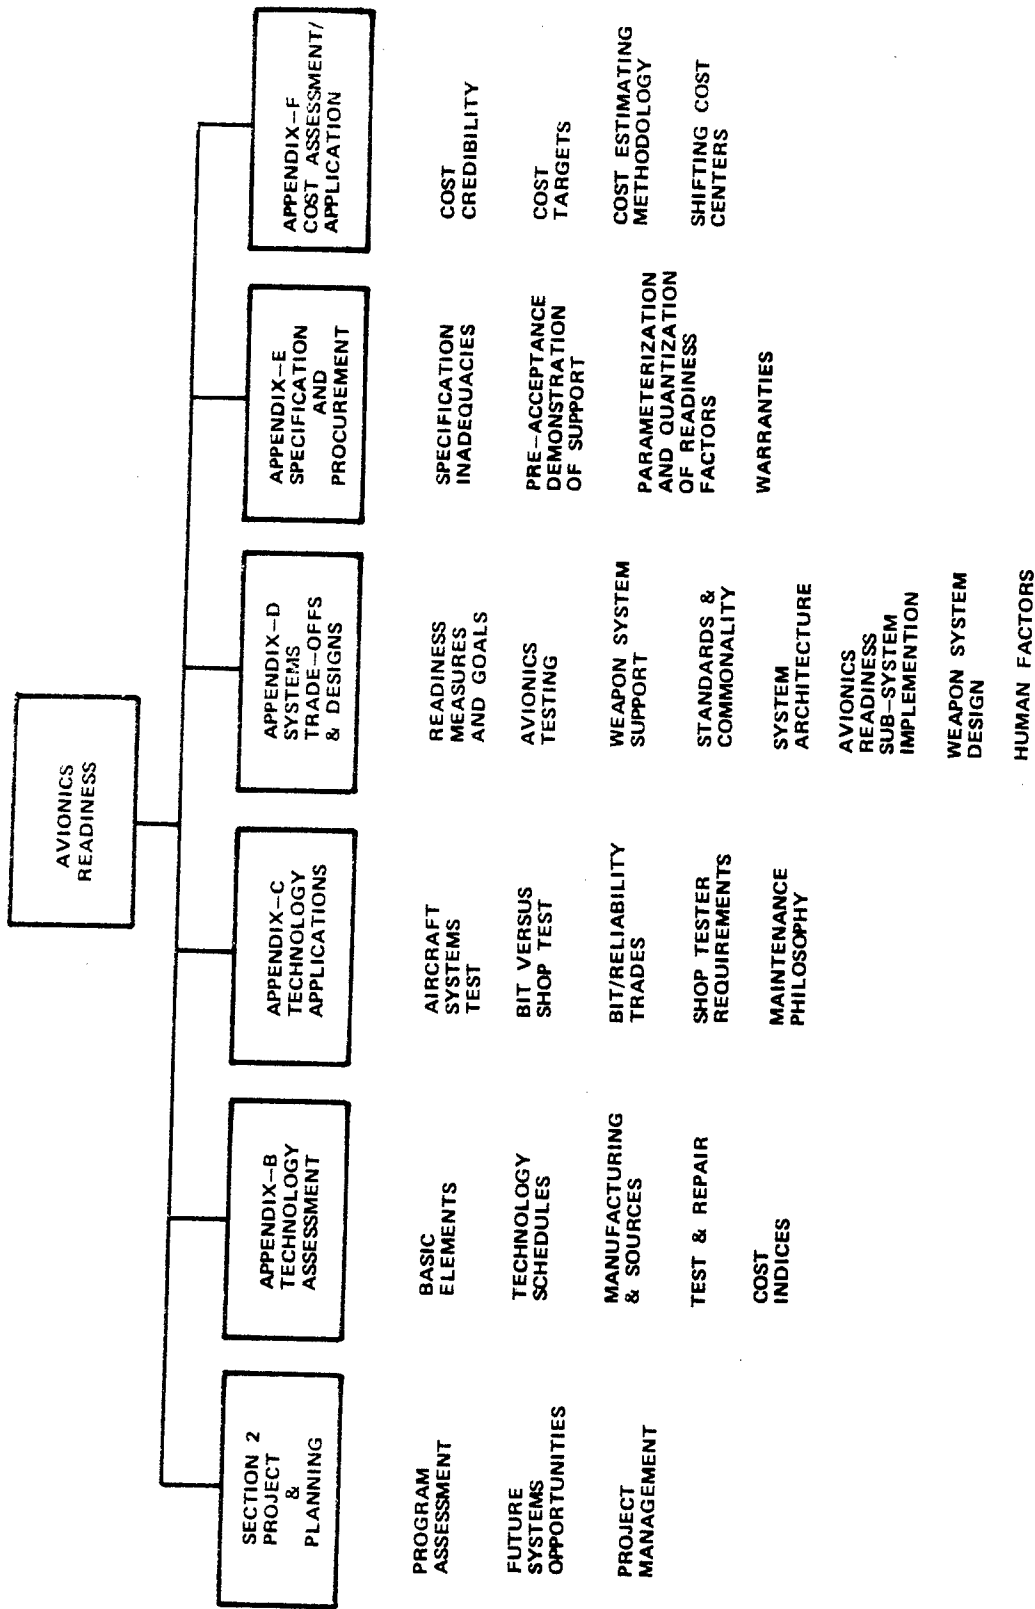 AVIONICS
READINESS
SECTION 2
PROJECT
&
PLANNING
PROGRAM
ASSESSMENT
FUTURE
SYSTEMS
OPPORTUNITIES
PROJECT
MANAGEMENT
APPENDIX-B
TECHNOLOGY
ASSESSMENT
BASIC
ELEMENTS
TECHNOLOGY
SCHEDULES
MANUFACTURING
& SOURCES
TEST & REPAIR
COST
INDICES
APPENDIX-C
TECHNOLOGY
APPLICATIONS
AIRCRAFT
SYSTEMS
TEST
BIT VERSUS
SHOP TEST
BIT/RELIABILITY
TRADES
SHOP TESTER
REQUIREMENTS
MAINTENANCE
PHILOSOPHY
APPENDIX-D
SYSTEMS
TRADE-OFFS
& DESIGNS
READINESS
MEASURES
AND GOALS
AVIONICS
TESTING
WEAPON SYSTEM
SUPPORT
STANDARDS &
COMMONALITY
SYSTEM
ARCHITECTURE
AVIONICS
READINESS
SUB-SYSTEM
IMPLEMENTION
WEAPON SYSTEM
DESIGN
HUMAN FACTORS
APPENDIX-E
SPECIFICATION
AND
PROCUREMENT
SPECIFICATION
INADEQUACIES
PRE-ACCEPTANCE
DEMONSTRATION
OF SUPPORT
PARAMETERIZATION
AND QUANTIZATION
OF READINESS
FACTORS
WARRANTIES
APPENDIX-F
COST ASSESSMENT/
APPLICATION
COST
CREDIBILITY
COST
TARGETS
COST ESTIMATING
METHODOLOGY
SHIFTING COST
CENTERS